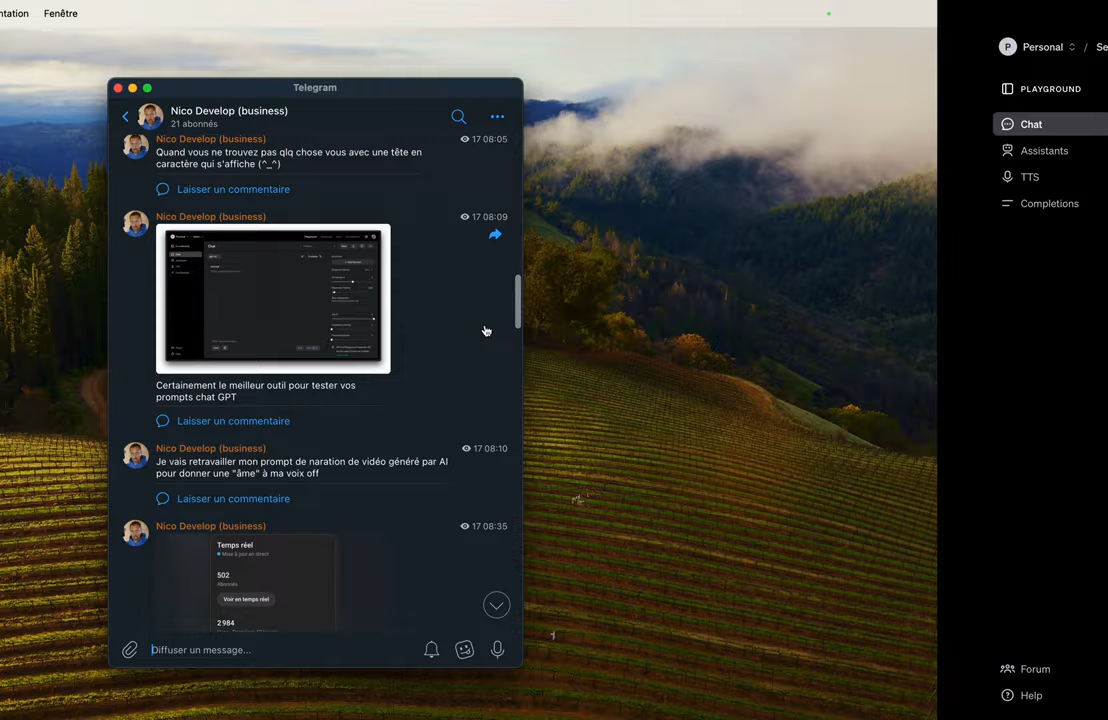 ntation Fenêtre
Telegram
Nico Develop (business)
21 abonnés
Nico Develop (business) 17 08:05
Quand vous ne trouvez pas qlq chose vous avec une tête en
caractère qui s'affiche (^_^)
Laisser un commentaire
Nico Develop (business) 17 08:09
Chat
Certainement le meilleur outil pour tester vos
prompts chat GPT
Laisser un commentaire
Nico Develop (business) 17 08:10
Je vais retravailler mon prompt de naration de vidéo généré par AI
pour donner une "âme" à ma voix off
Laisser un commentaire
Nico Develop (business) 17 08:35
Temps réel
Mise à jour en direct
502
Abonnés
Voir en temps réel
2 984
Diffuser un message...
P Personal / Se
PLAYGROUND
Chat
Assistants
TTS
Completions
Forum
Help